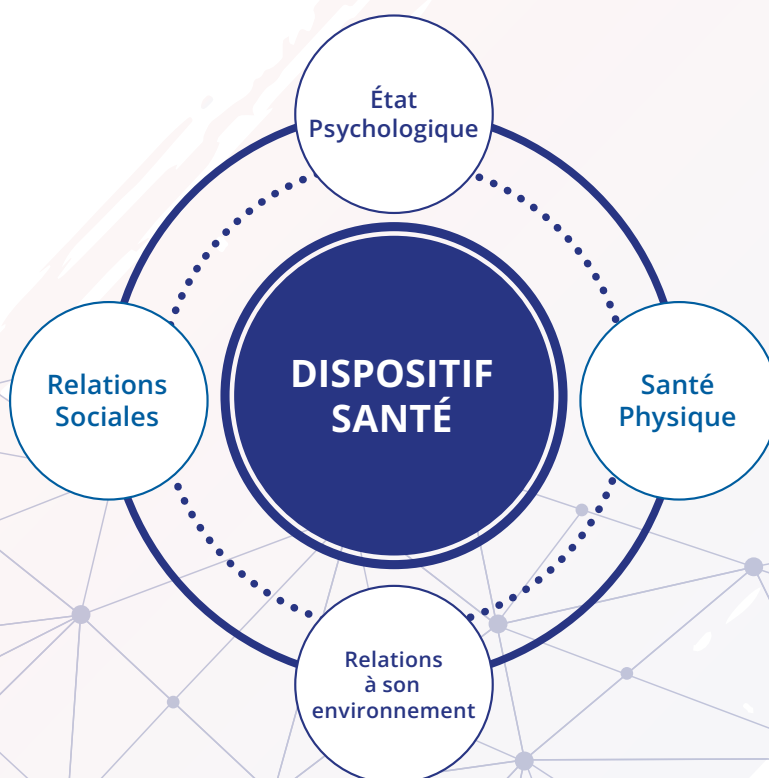 État
Psychologique
DISPOSITIF
SANTÉ
Relations
Sociales
Santé
Physique
Relations
à son
environnement